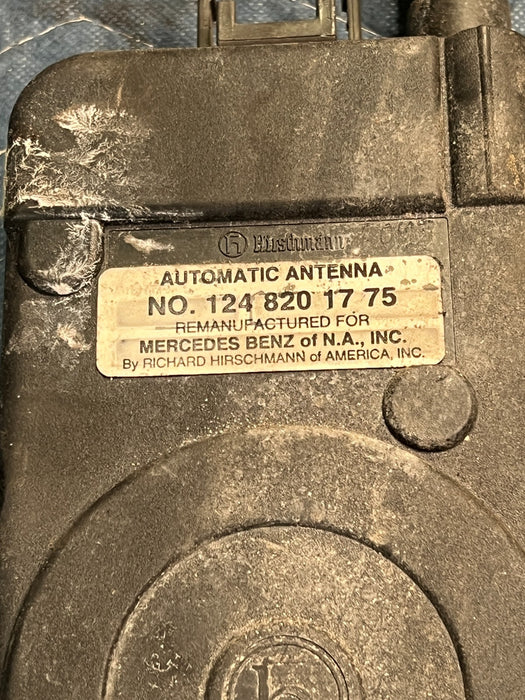 Hirschmann
AUTOMATIC ANTENNA
NO. 124 820 17 75
REMANUFACTURED FOR
MERCEDES BENZ of N.A., INC.
By RICHARD HIRSCHMANN of AMERICA, INC.